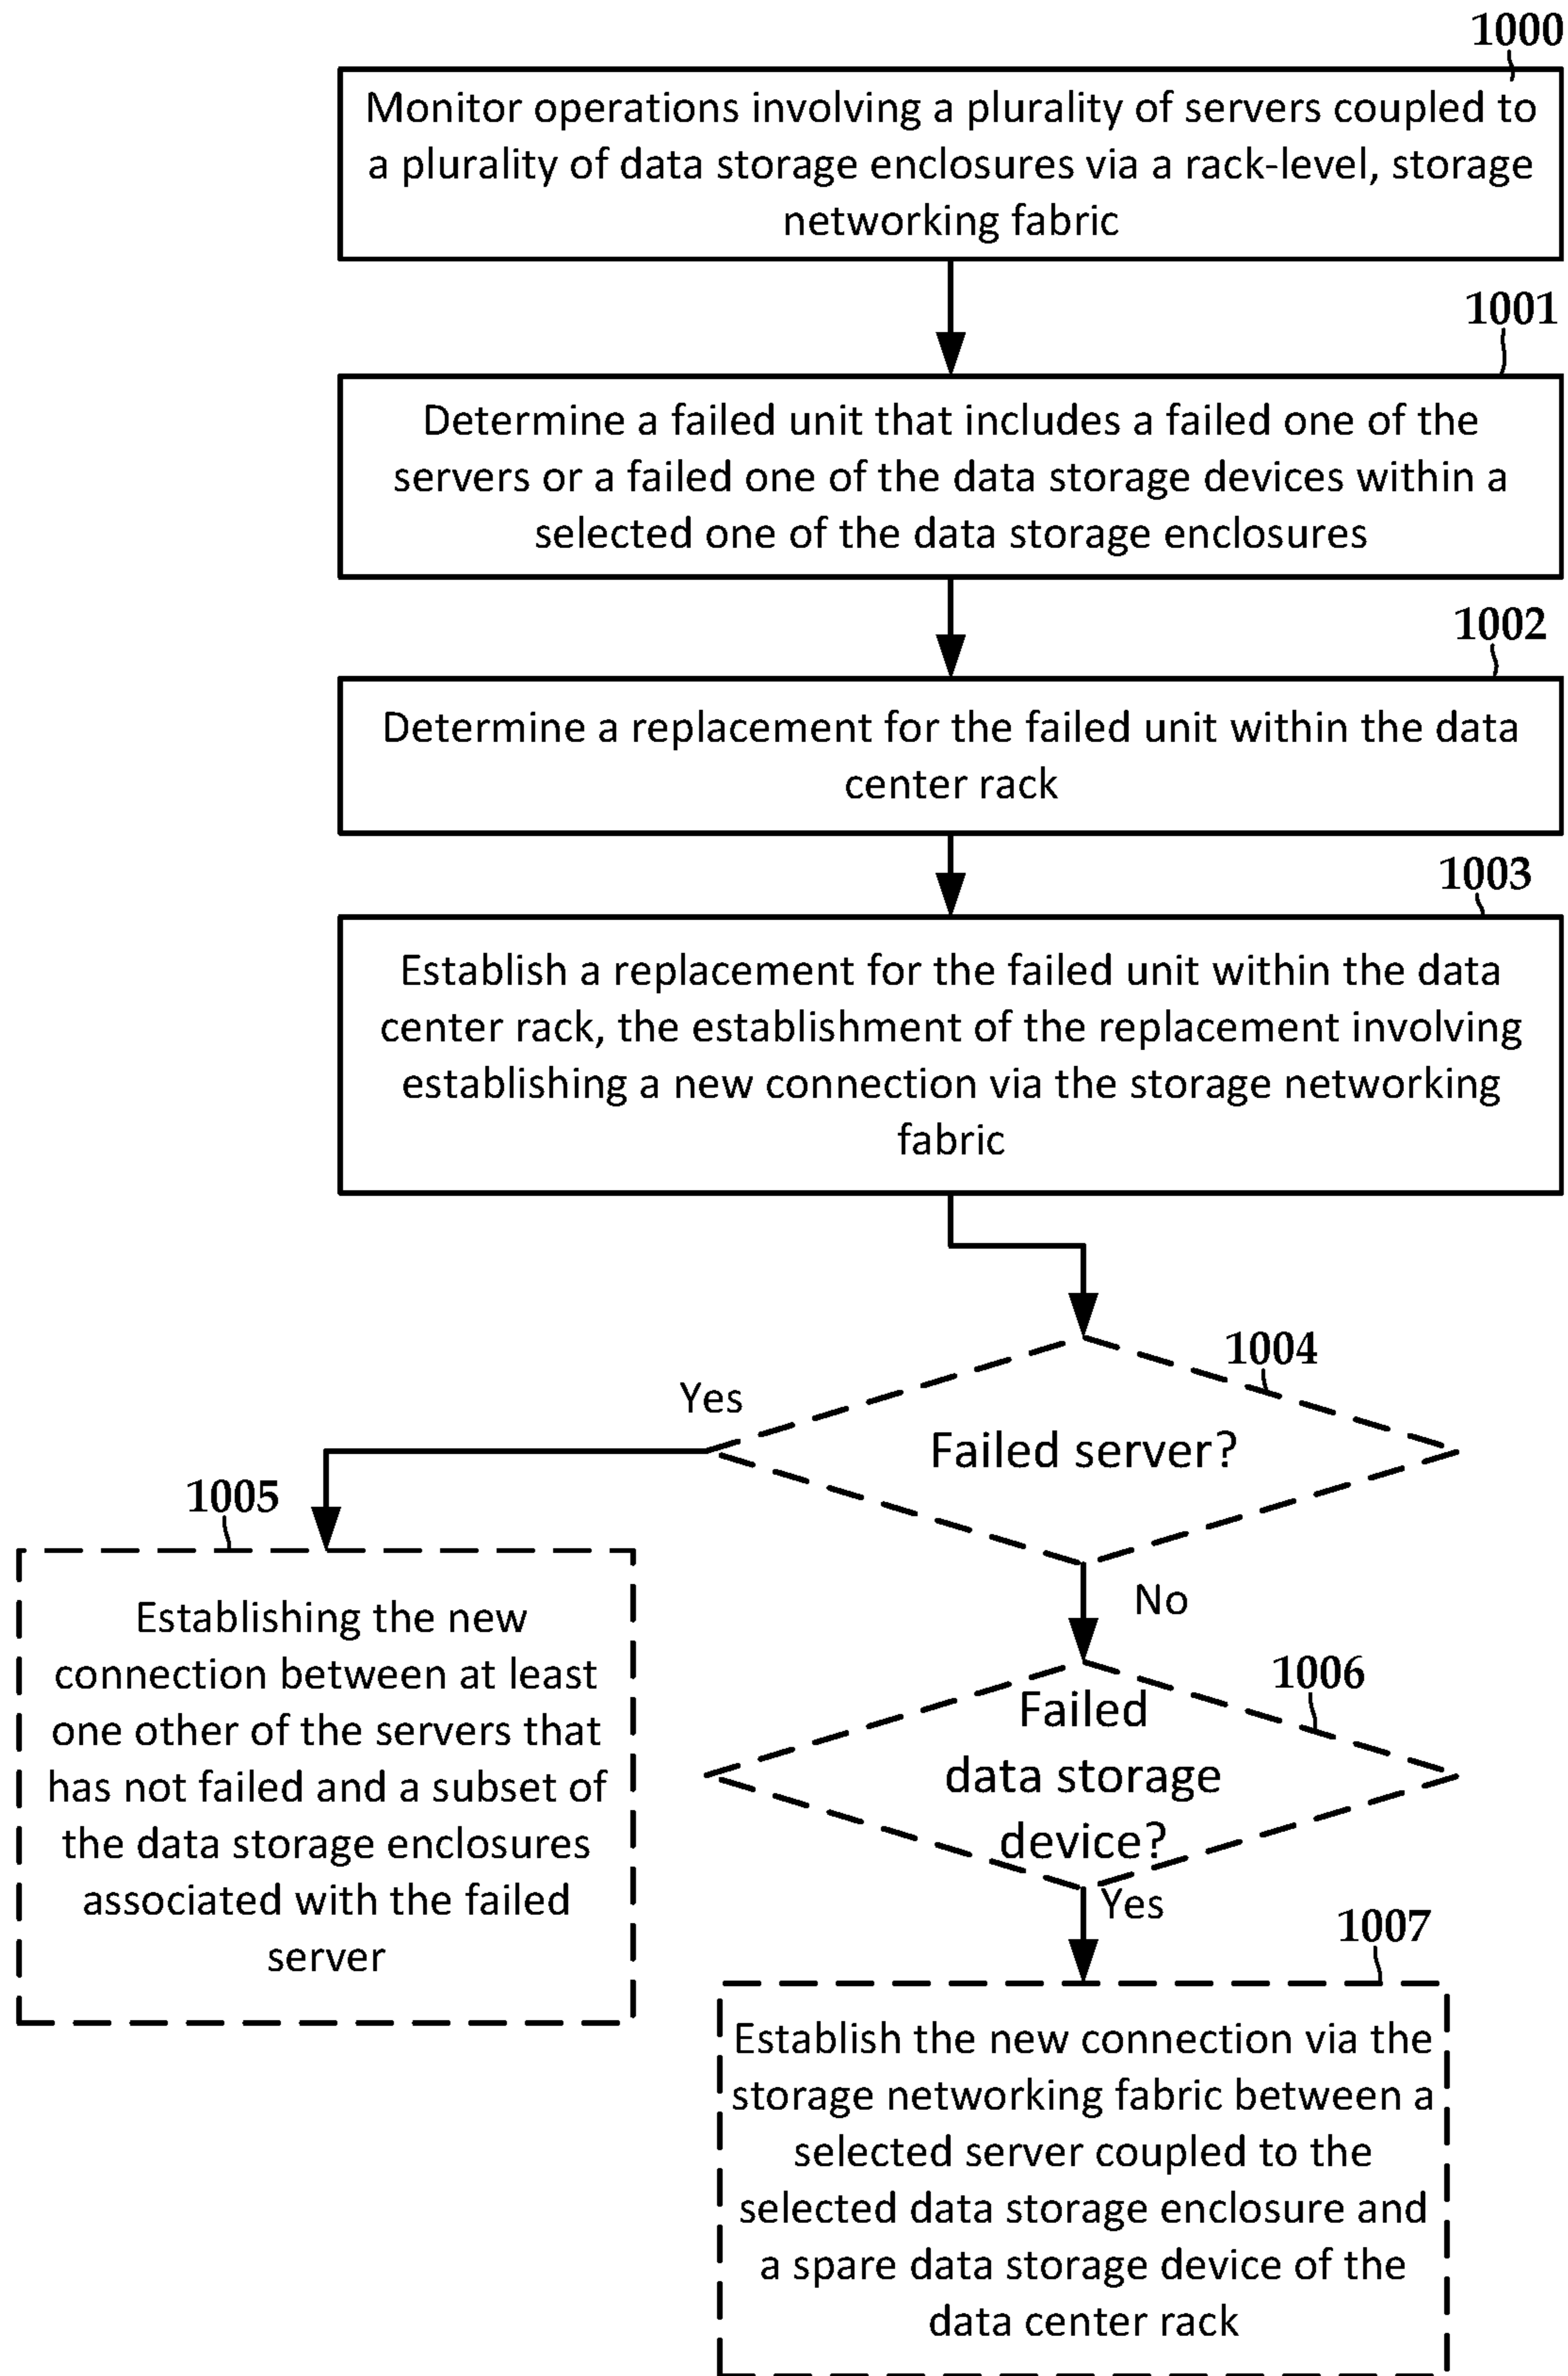 1000
Monitor operations involving a plurality of servers coupled to
a plurality of data storage enclosures via a rack-level, storage
networking fabric
1001
Determine a failed unit that includes a failed one of the
servers or a failed one of the data storage devices within a
selected one of the data storage enclosures
1002
Determine a replacement for the failed unit within the data
center rack
1003
Establish a replacement for the failed unit within the data
center rack, the establishment of the replacement involving
establishing a new connection via the storage networking
fabric
1004
Yes
Failed server?
1005
Establishing the new
connection between at least
one other of the servers that
has not failed and a subset of
the data storage enclosures
associated with the failed
server
No
1006
Failed
data storage
device?
Yes
1007
Establish the new connection via the
storage networking fabric between a
selected server coupled to the
selected data storage enclosure and
a spare data storage device of the
data center rack